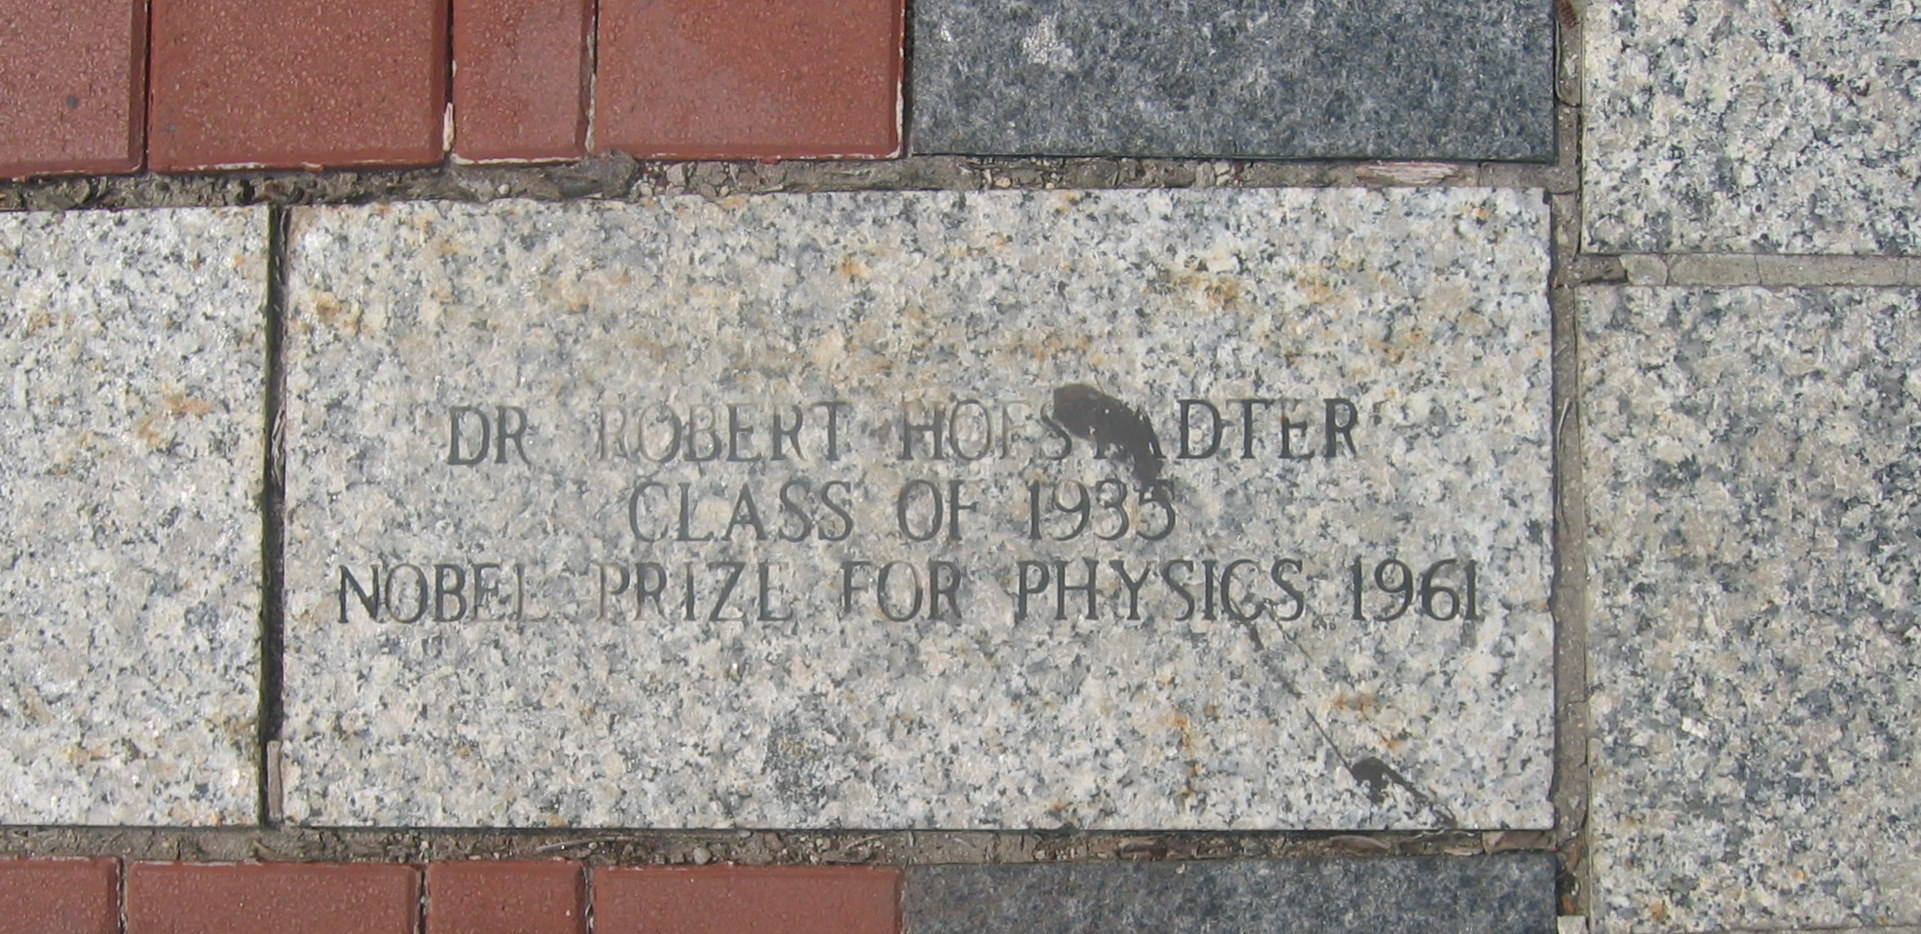 DR ROBERT HOFSTADTER
CLASS OF 1935
NOBEL PRIZE FOR PHYSICS 1961